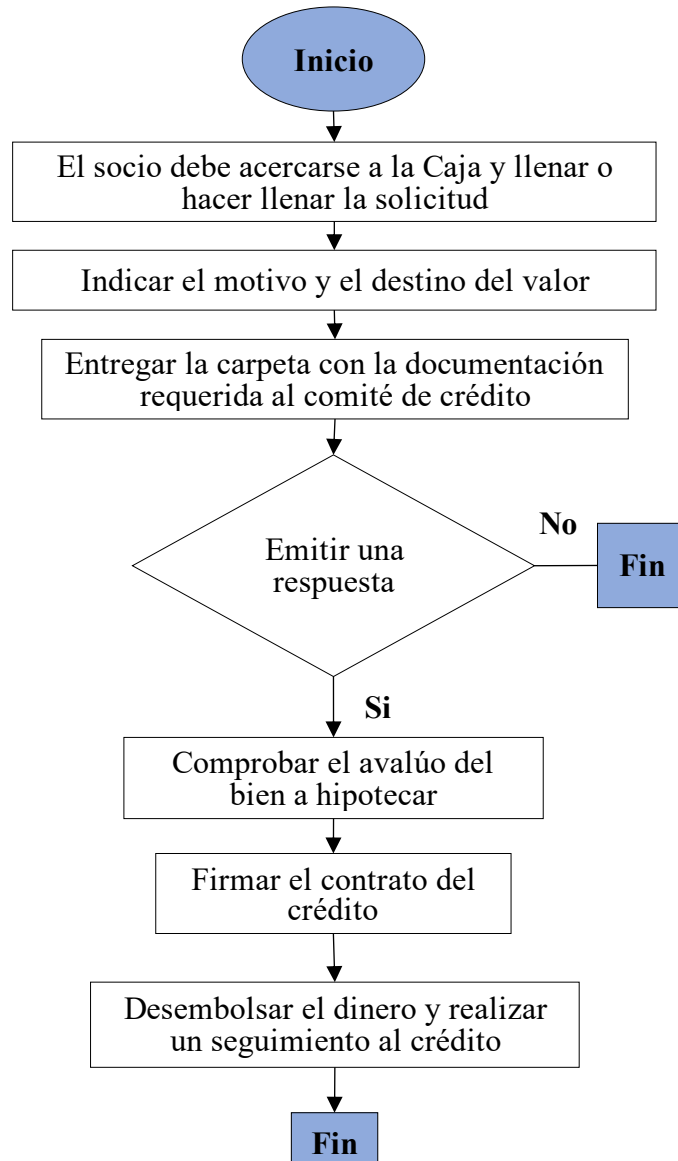 Inicio
El socio debe acercarse a la Caja y llenar o
hacer llenar la solicitud
Indicar el motivo y el destino del valor
Entregar la carpeta con la documentación
requerida al comité de crédito
Emitir una
respuesta
No
Fin
Si
Comprobar el avalúo del
bien a hipotecar
Firmar el contrato del
crédito
Desembolsar el dinero y realizar
un seguimiento al crédito
Fin